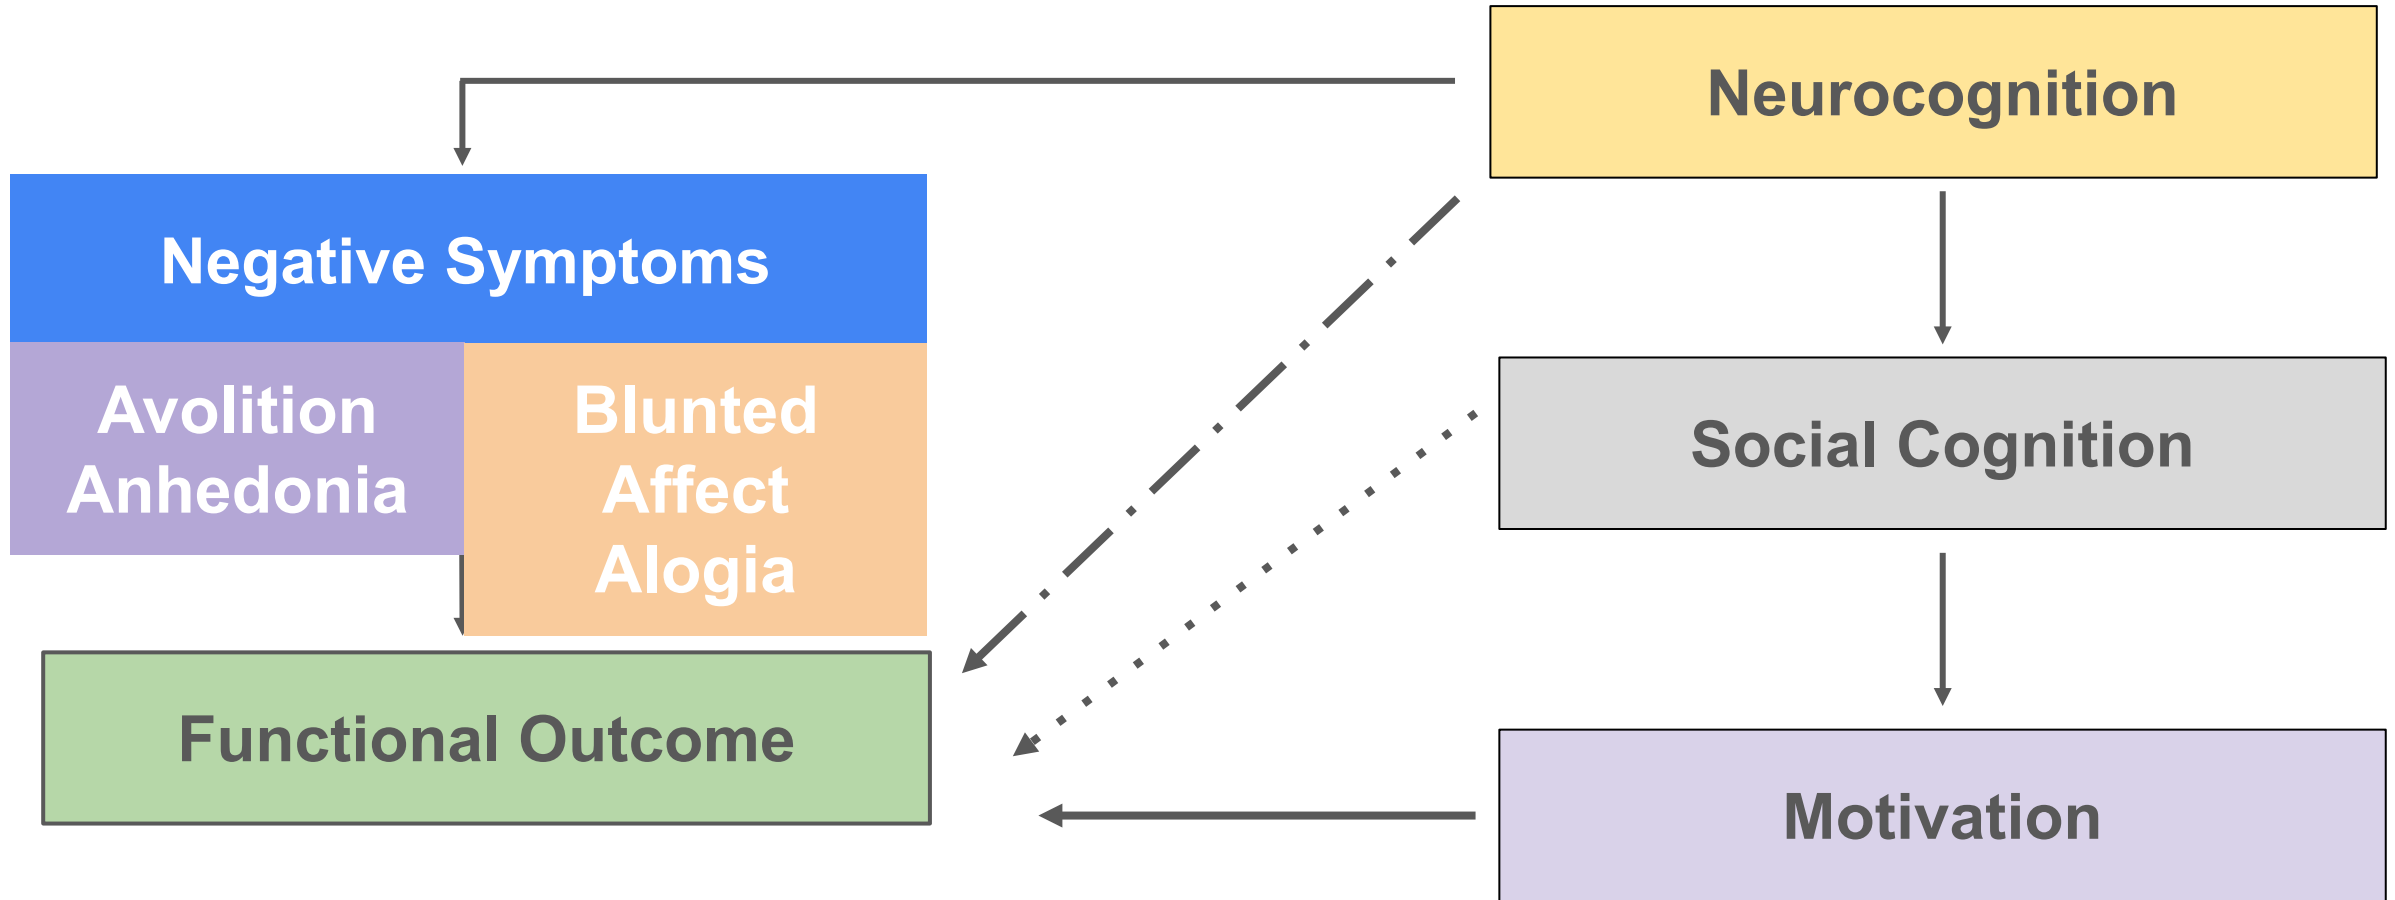 Neurocognition
Negative Symptoms
Avolition
Anhedonia
Blunted
Affect
Alogia
Social Cognition
Functional Outcome
Motivation